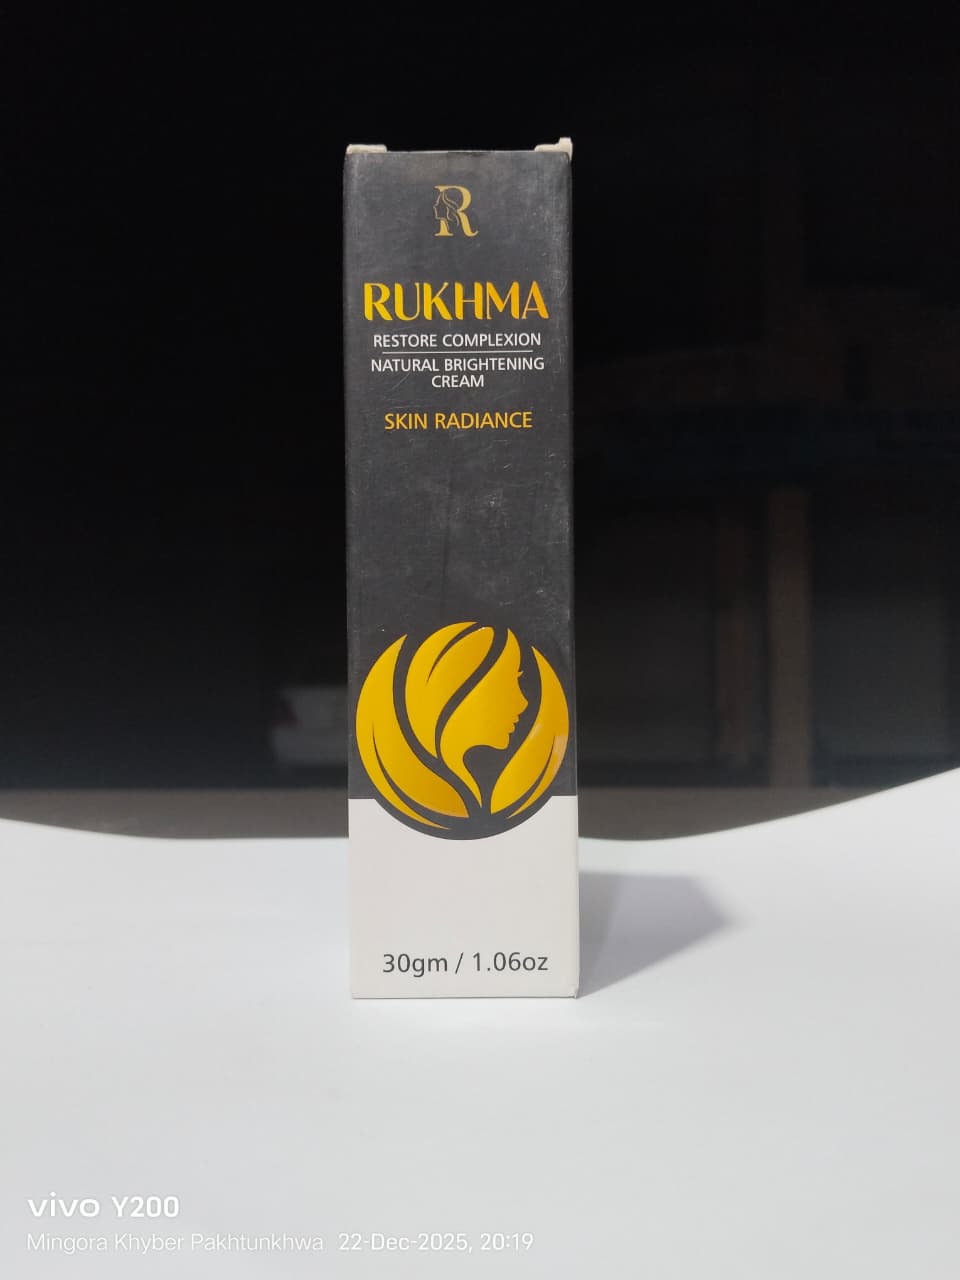 R
RUKHMA
RESTORE COMPLEXION
NATURAL BRIGHTENING
CREAM
SKIN RADIANCE
30gm / 1.06oz
vivo Y200
Mingora Khyber Pakhtunkhwa 22-Dec-2025, 20:19